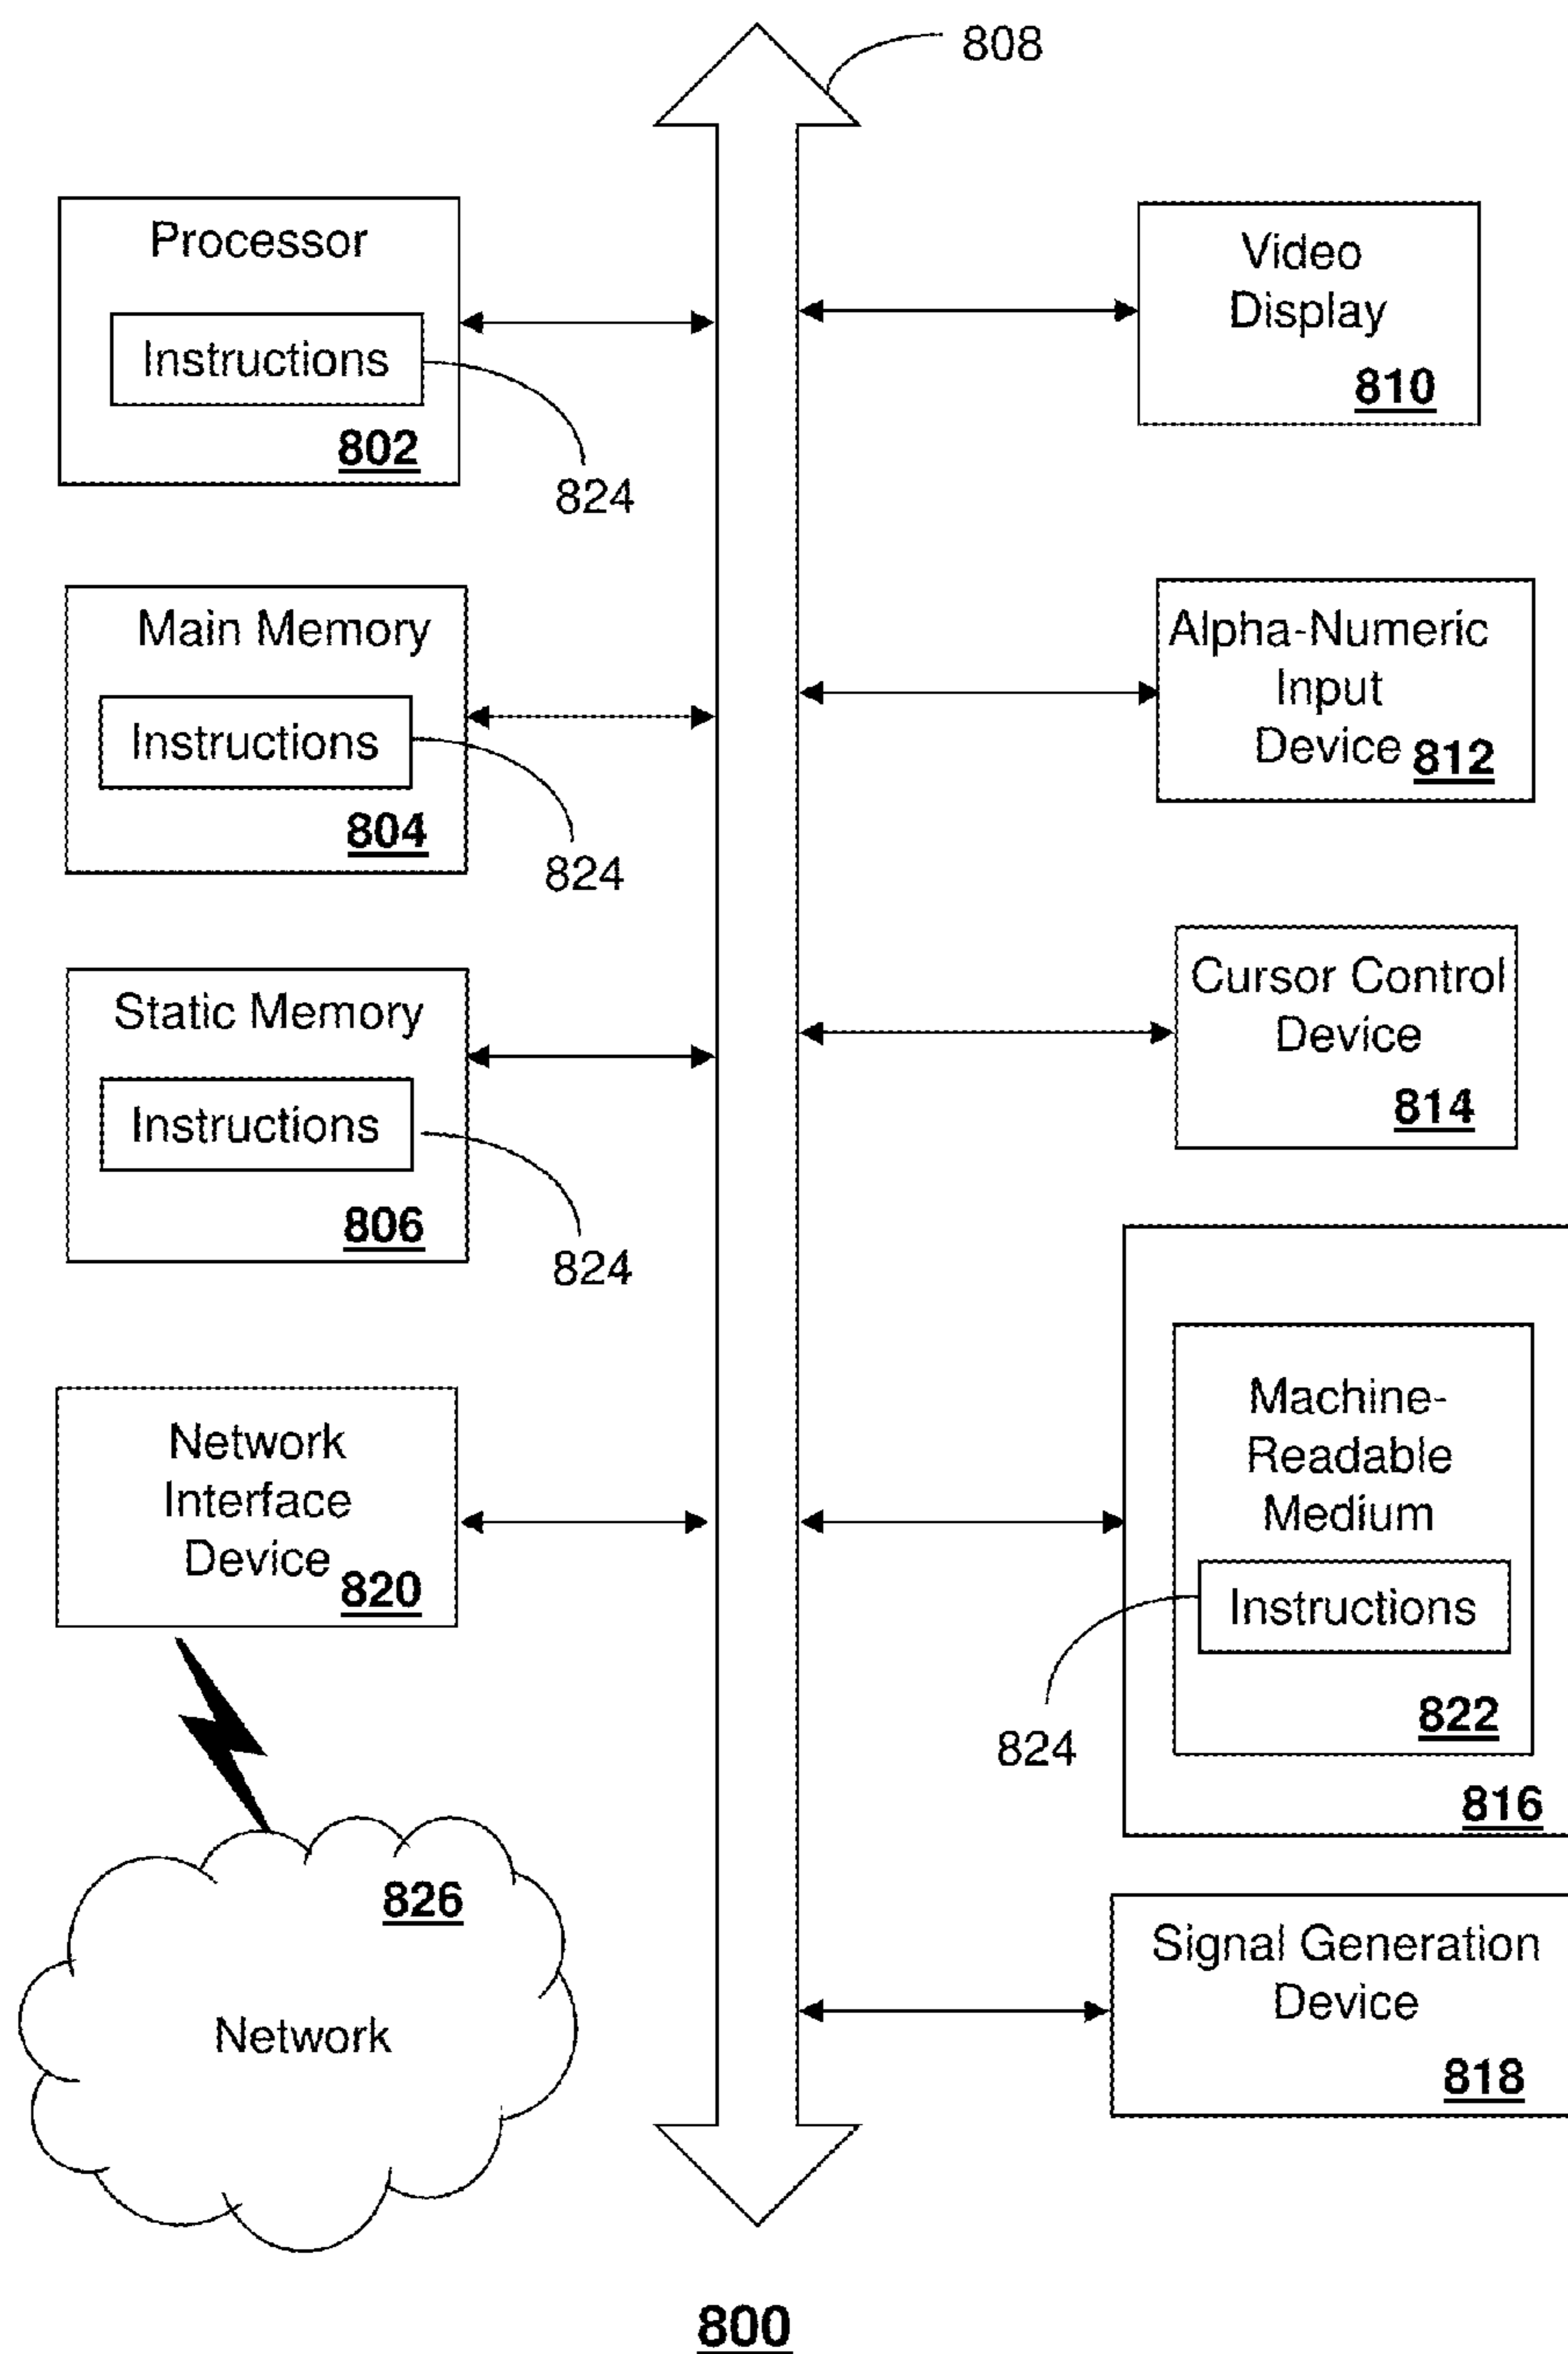 808
Processor
Instructions
802
824
Main Memory
Instructions
804
824
Static Memory
Instructions
806
824
Network
Interface
Device
820
826
Network
Video
Display
810
Alpha-Numeric
Input
Device
812
Cursor Control
Device
814
Machine-
Readable
Medium
Instructions
822
824
816
Signal Generation
Device
818
800